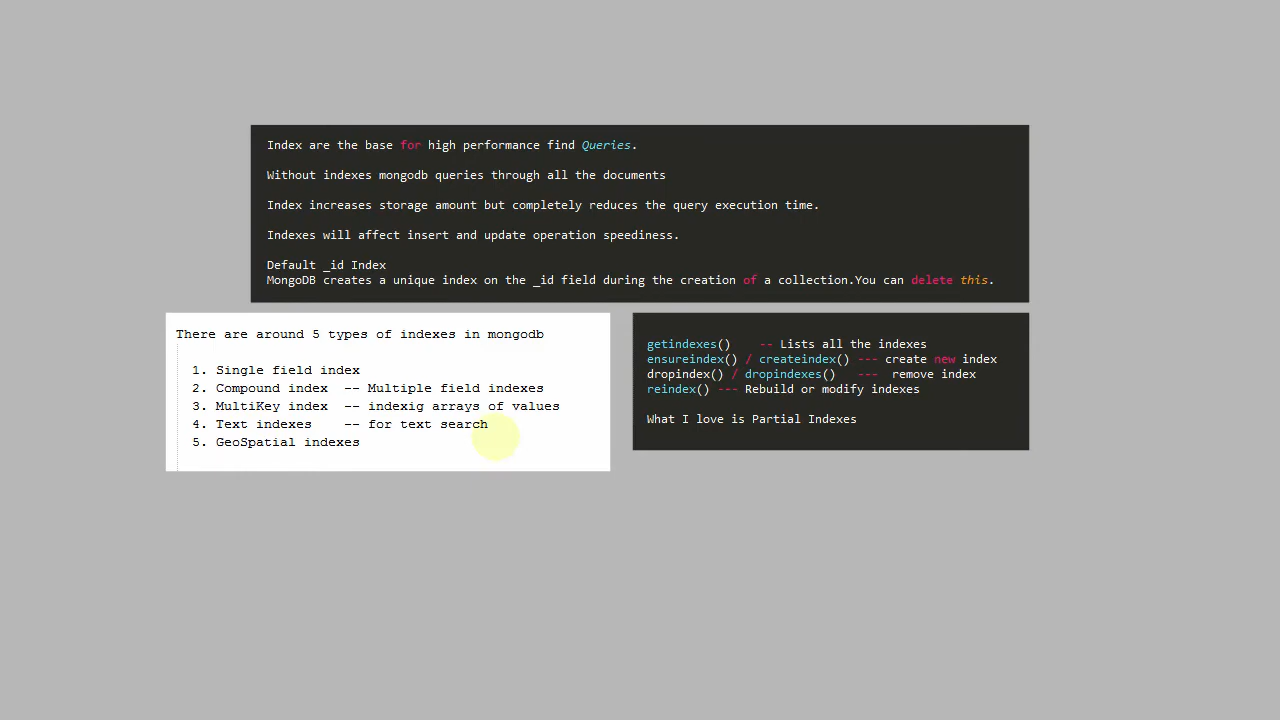 Index are the base for high performance find Queries.
Without indexes mongodb queries through all the documents
Index increases storage amount but completely reduces the query execution time.
Indexes will affect insert and update operation speediness.
Default _id Index
MongoDB creates a unique index on the _id field during the creation of a collection.You can delete this.
There are around 5 types of indexes in mongodb
1. Single field index
2. Compound index -- Multiple field indexes
3. MultiKey index -- indexig arrays of values
4. Text indexes -- for text search
5. GeoSpatial indexes
getindexes() -- Lists all the indexes
ensureindex() / createindex() --- create new index
dropindex() / dropindexes() --- remove index
reindex() --- Rebuild or modify indexes
What I love is Partial Indexes